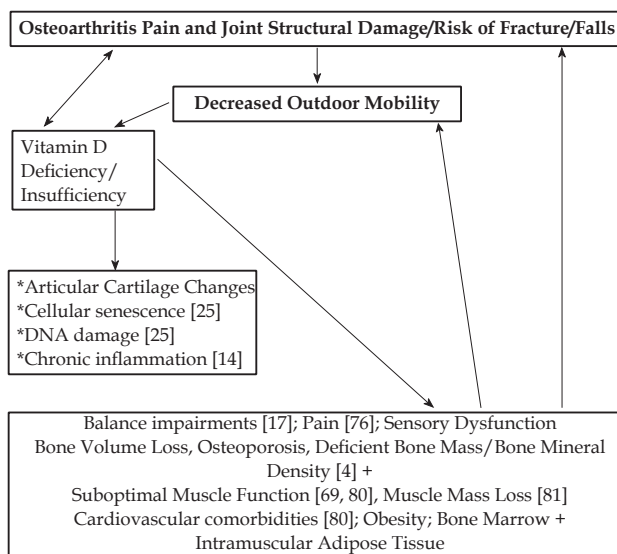 Osteoarthritis Pain and Joint Structural Damage/Risk of Fracture/Falls
Decreased Outdoor Mobility
Vitamin D
Deficiency/
Insufficiency
*Articular Cartilage Changes
*Cellular senescence [25]
*DNA damage [25]
*Chronic inflammation [14]
Balance impairments [17]; Pain [76]; Sensory Dysfunction
Bone Volume Loss, Osteoporosis, Deficient Bone Mass/Bone Mineral
Density [4] +
Suboptimal Muscle Function [69, 80], Muscle Mass Loss [81]
Cardiovascular comorbidities [80]; Obesity; Bone Marrow +
Intramuscular Adipose Tissue